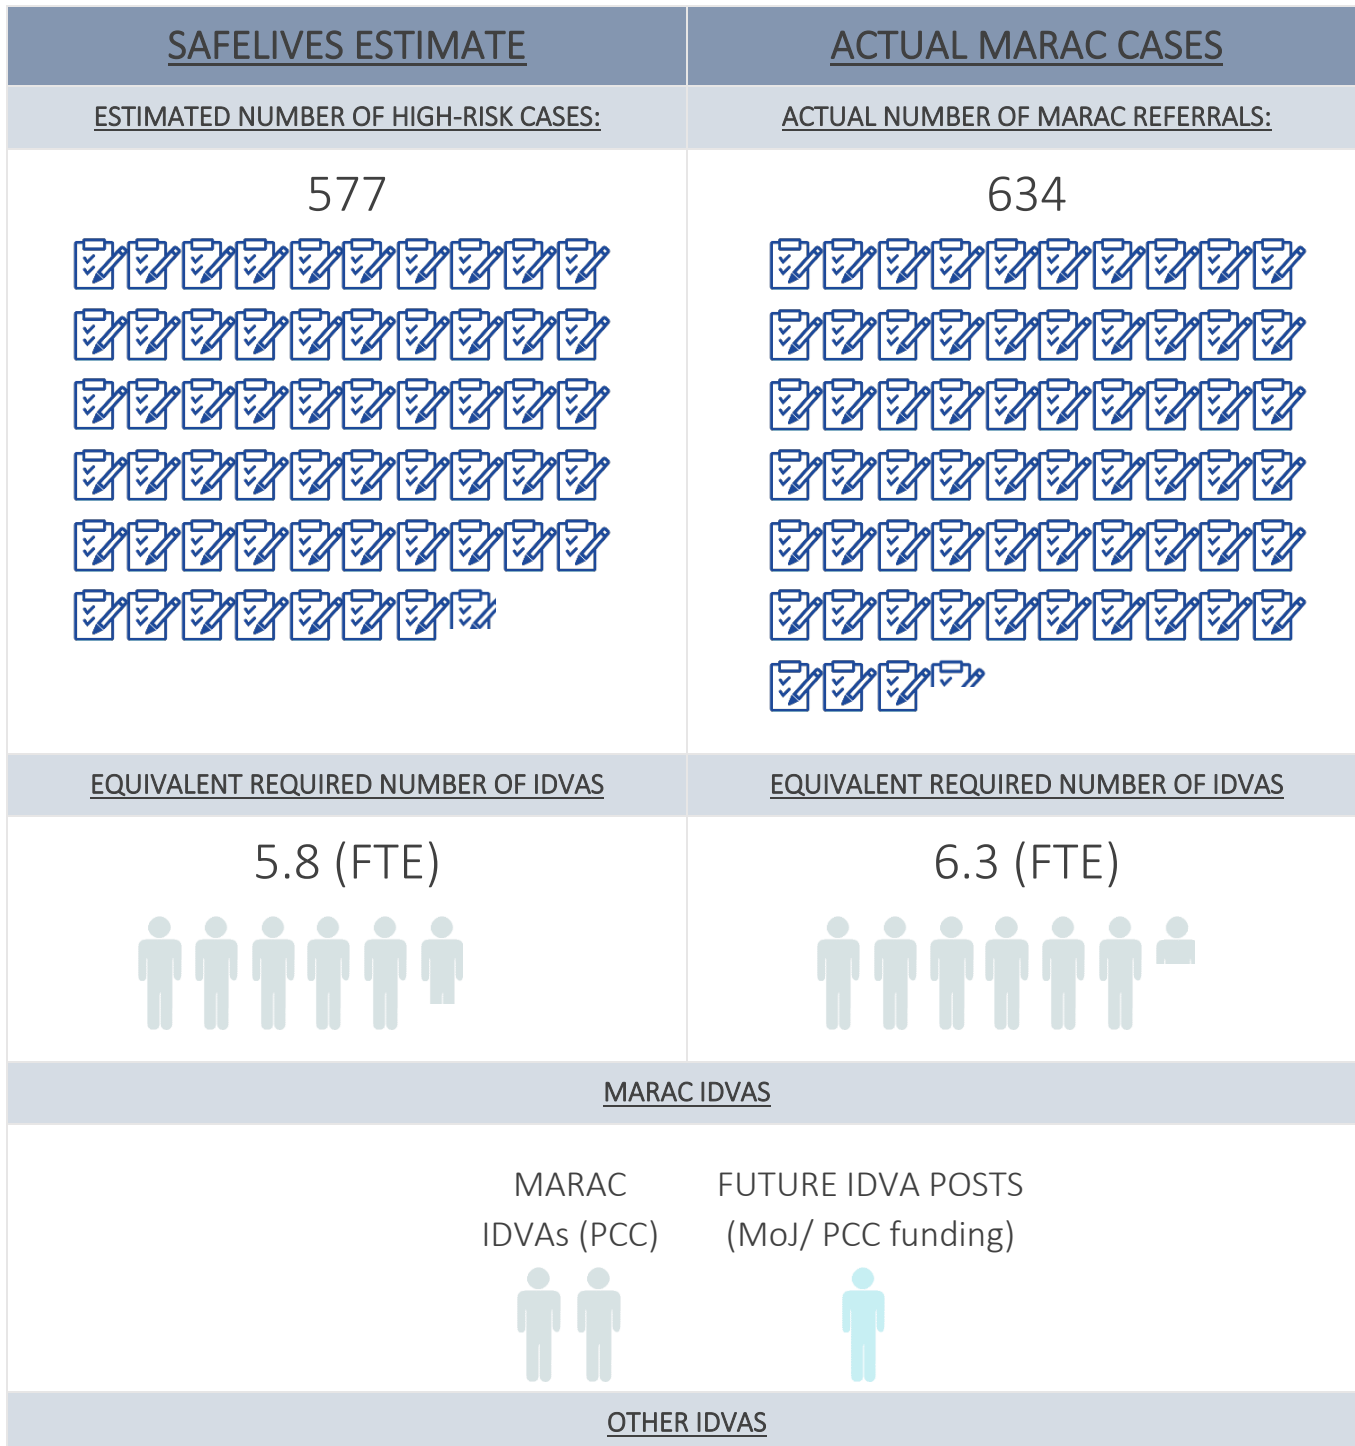 SAFELIVES ESTIMATE
ACTUAL MARAC CASES
ESTIMATED NUMBER OF HIGH-RISK CASES:
ACTUAL NUMBER OF MARAC REFERRALS:
577
634
EQUIVALENT REQUIRED NUMBER OF IDVAS
EQUIVALENT REQUIRED NUMBER OF IDVAS
5.8 (FTE)
6.3 (FTE)
MARAC IDVAS
MARAC
IDVAs (PCC)
FUTURE IDVA POSTS
(MoJ/ PCC funding)
OTHER IDVAS